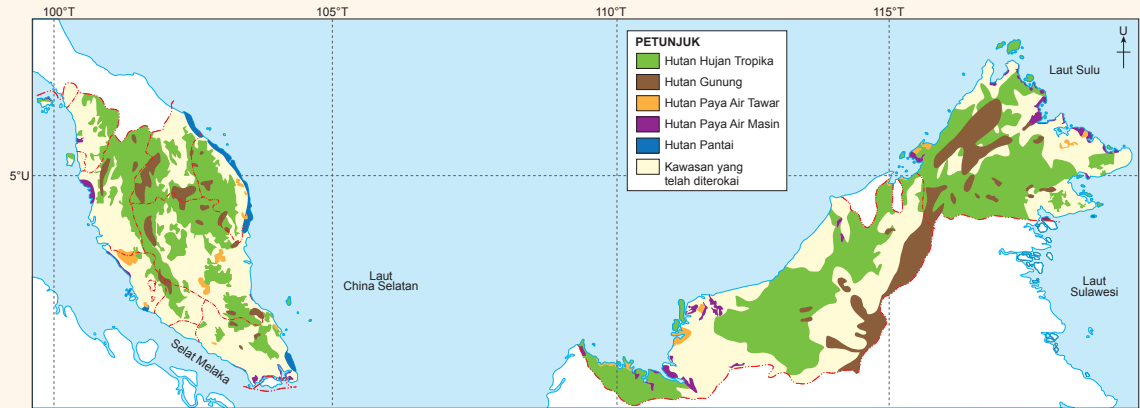 100°T
105°T
110°T
115°T
5°U
U
PETUNJUK
Hutan Hujan Tropika
Hutan Gunung
Hutan Paya Air Tawar
Hutan Paya Air Masin
Hutan Pantai
Kawasan yang
telah diterokai
Laut Sulu
Laut
China Selatan
Laut
Sulawesi
Selat Melaka